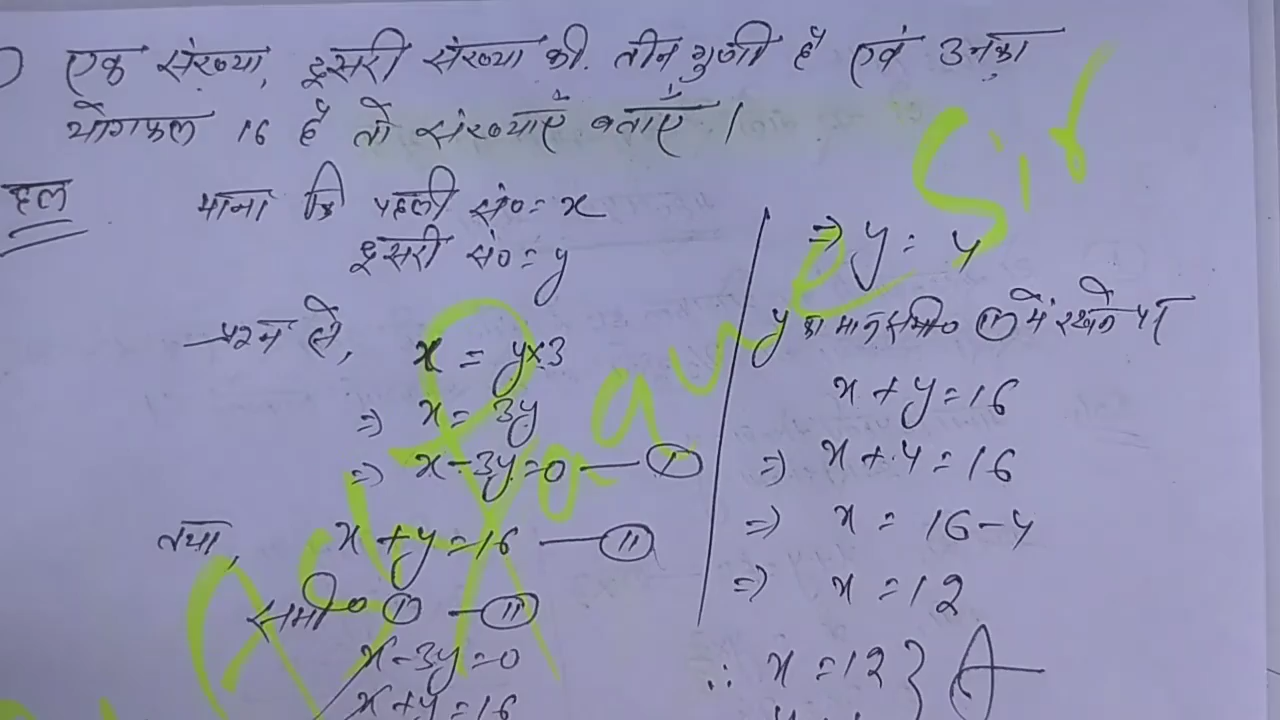 एक संख्या, दूसरी संख्या की तीन गुणी है एवं उनका
योगफल 16 है तो संख्याएँ बताएँ।
हल माना कि पहली सं० = x
दूसरी सं० = y
प्रश्न से, x = y×3
⇒ x = 3y
⇒ x-3y=0 — (I)
तथा, x+y=16 — (II)
समी० (I) — (II)
x-3y=0
x+y=16
⇒ y = 4
y का मान समी० (II) में रखने पर
x+y=16
⇒ x+4=16
⇒ x = 16-4
⇒ x = 12
∴ x = 12 } A
Sir